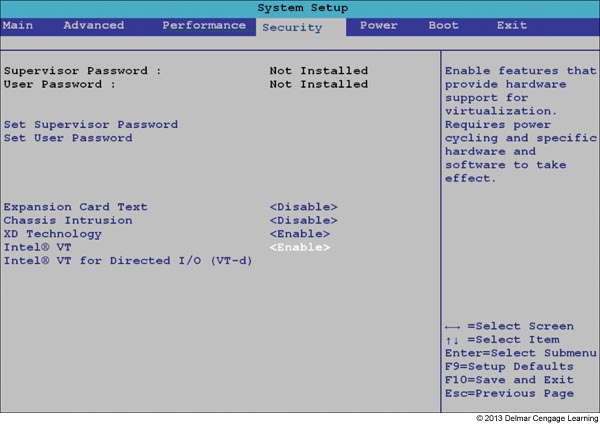 System Setup
Main Advanced Performance Security Power Boot Exit
Supervisor Password : Not Installed
User Password : Not Installed
Set Supervisor Password
Set User Password
Expansion Card Text <Disable>
Chassis Intrusion <Disable>
XD Technology <Enable>
Intel® VT <Enable>
Intel® VT for Directed I/O (VT-d)
Enable features that
provide hardware
support for
virtualization.
Requires power
cycling and specific
hardware and
software to take
effect.
←→ =Select Screen
↑↓ =Select Item
Enter=Select Submenu
F9=Setup Defaults
F10=Save and Exit
Esc=Previous Page
© 2013 Delmar Cengage Learning